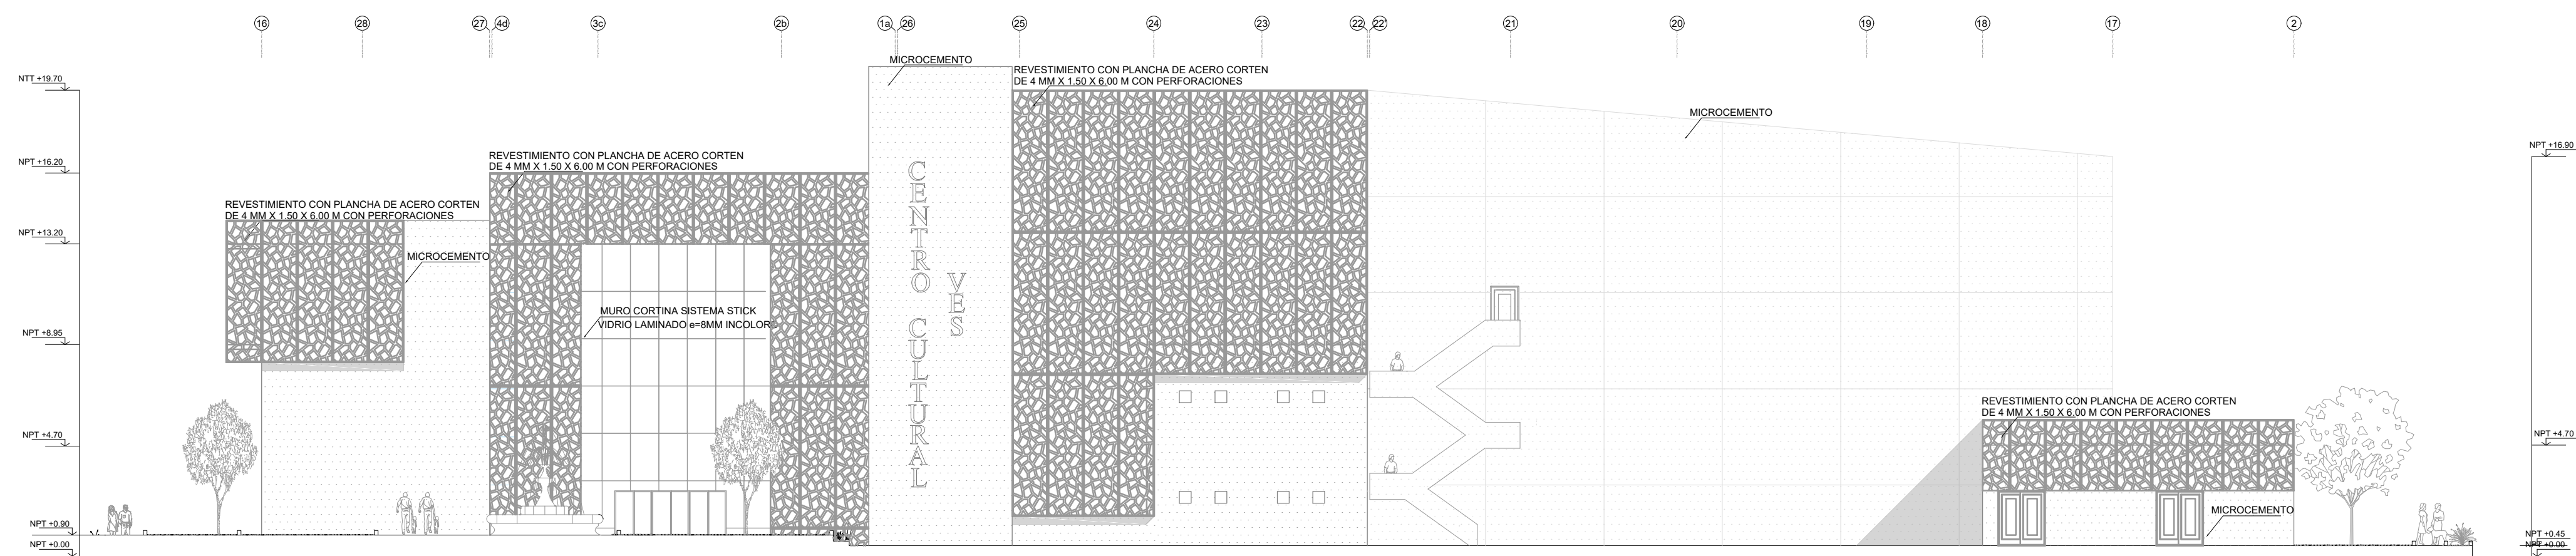 16
28
27
4d
3c
2b
1a
26
25
24
23
22
22'
21
20
19
18
17
2
MICROCEMENTO
REVESTIMIENTO CON PLANCHA DE ACERO CORTEN
DE 4 MM X 1.50 X 6.00 M CON PERFORACIONES
NTT +19.70
MICROCEMENTO
NPT +16.90
REVESTIMIENTO CON PLANCHA DE ACERO CORTEN
DE 4 MM X 1.50 X 6.00 M CON PERFORACIONES
NPT +16.20
REVESTIMIENTO CON PLANCHA DE ACERO CORTEN
DE 4 MM X 1.50 X 6.00 M CON PERFORACIONES
NPT +13.20
MICROCEMENTO
CENTRO CULTURAL
VES
MURO CORTINA SISTEMA STICK
VIDRIO LAMINADO e=8MM INCOLORO
NPT +8.95
REVESTIMIENTO CON PLANCHA DE ACERO CORTEN
DE 4 MM X 1.50 X 6.00 M CON PERFORACIONES
NPT +4.70
NPT +4.70
MICROCEMENTO
NPT +0.90
NPT +0.00
NPT +0.45
NPT +0.00